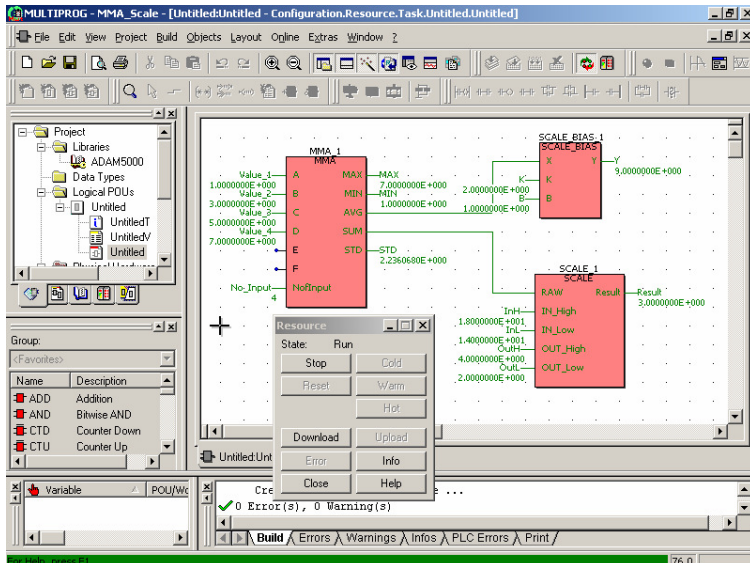 MULTIPROG - MMA_Scale - [Untitled:Untitled - Configuration.Resource.Task.Untitled.Untitled]
File Edit View Project Build Objects Layout Online Extras Window ?
Project
Libraries
ADAM5000
Data Types
Logical POUs
Untitled
UntitledT
UntitledV
Untitled
Group:
<Favorites>
Name Description
ADD Addition
AND Bitwise AND
CTD Counter Down
CTU Counter Up
MMA_1
MMA
Value_1 A MAX MAX
1.0000000E+000 7.0000000E+000
Value_2 B MIN MIN
3.0000000E+000 1.0000000E+000
Value_3 C AVG
5.0000000E+000
Value_4 D SUM
7.0000000E+000
E STD STD
2.2360680E+000
F
No_Input NofInput
4
SCALE_BIAS_1
SCALE_BIAS
X Y Y
9.0000000E+000
K K
2.0000000E+000
B B
1.0000000E+000
SCALE_1
SCALE
RAW Result Result
3.0000000E+000
InH IN_High
1.8000000E+001
InL IN_Low
1.4000000E+001
OutH OUT_High
4.0000000E+000
OutL OUT_Low
2.0000000E+000
Resource
State: Run
Stop Cold
Reset Warm
Hot
Download Upload
Error Info
Close Help
Untitled:Unt
Variable POU/Wo
Cre e ...
0 Error(s), 0 Warning(s)
Build Errors Warnings Infos PLC Errors Print
For Help, press F1
76,0